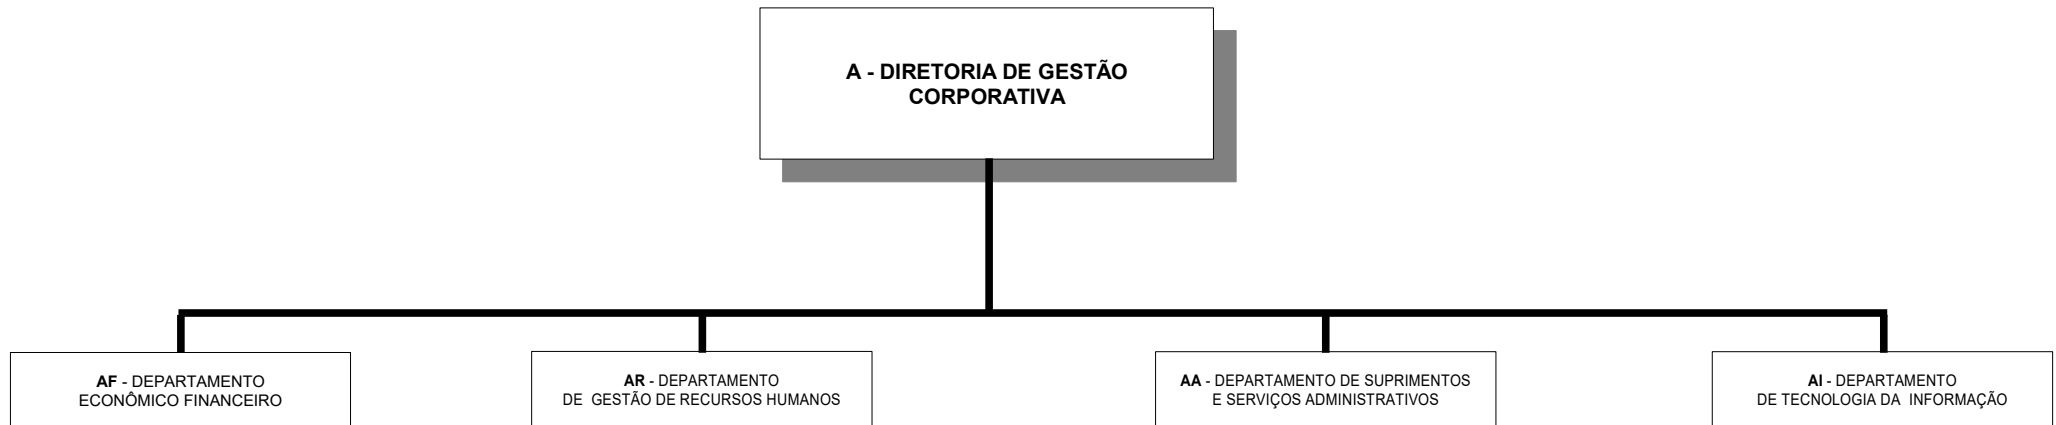 A - DIRETORIA DE GESTÃO
CORPORATIVA
AF - DEPARTAMENTO
ECONÔMICO FINANCEIRO
AR - DEPARTAMENTO
DE GESTÃO DE RECURSOS HUMANOS
AA - DEPARTAMENTO DE SUPRIMENTOS
E SERVIÇOS ADMINISTRATIVOS
AI - DEPARTAMENTO
DE TECNOLOGIA DA INFORMAÇÃO